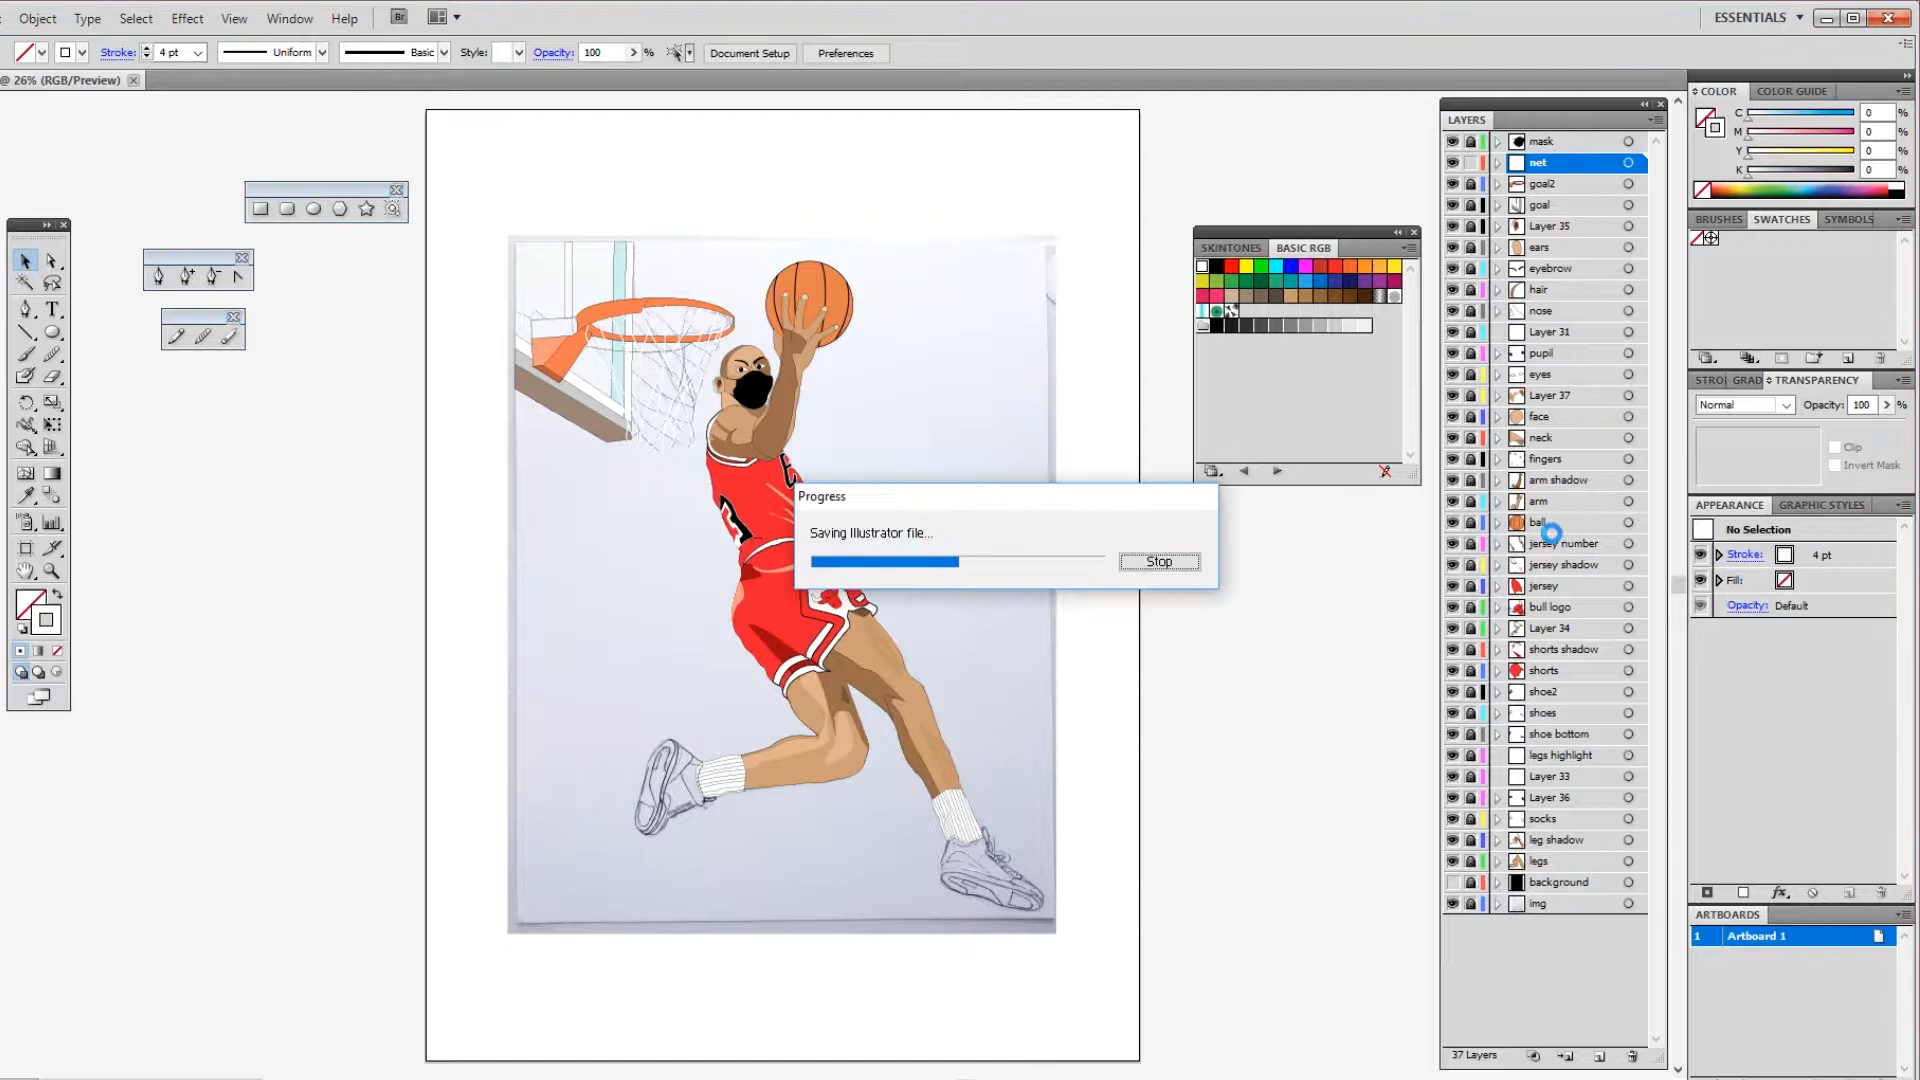 Object Type Select Effect View Window Help Br ESSENTIALS
Stroke: 4 pt Uniform Basic Style: Opacity: 100 % Document Setup Preferences
@ 26% (RGB/Preview)
COLOR COLOR GUIDE
C 0 %
M 0 %
Y 0 %
K 0 %
BRUSHES SWATCHES SYMBOLS
STROI GRAD TRANSPARENCY
Normal Opacity: 100 %
Clip
Invert Mask
APPEARANCE GRAPHIC STYLES
No Selection
Stroke: 4 pt
Fill:
Opacity: Default
fx
ARTBOARDS
1 Artboard 1
LAYERS
mask
net
goal2
goal
Layer 35
ears
eyebrow
hair
nose
Layer 31
pupil
eyes
Layer 37
face
neck
fingers
arm shadow
arm
ball
jersey number
jersey shadow
jersey
bull logo
Layer 34
shorts shadow
shorts
shoe2
shoes
shoe bottom
legs highlight
Layer 33
Layer 36
socks
leg shadow
legs
background
img
37 Layers
SKINTONES BASIC RGB
Progress
Saving Illustrator file...
Stop